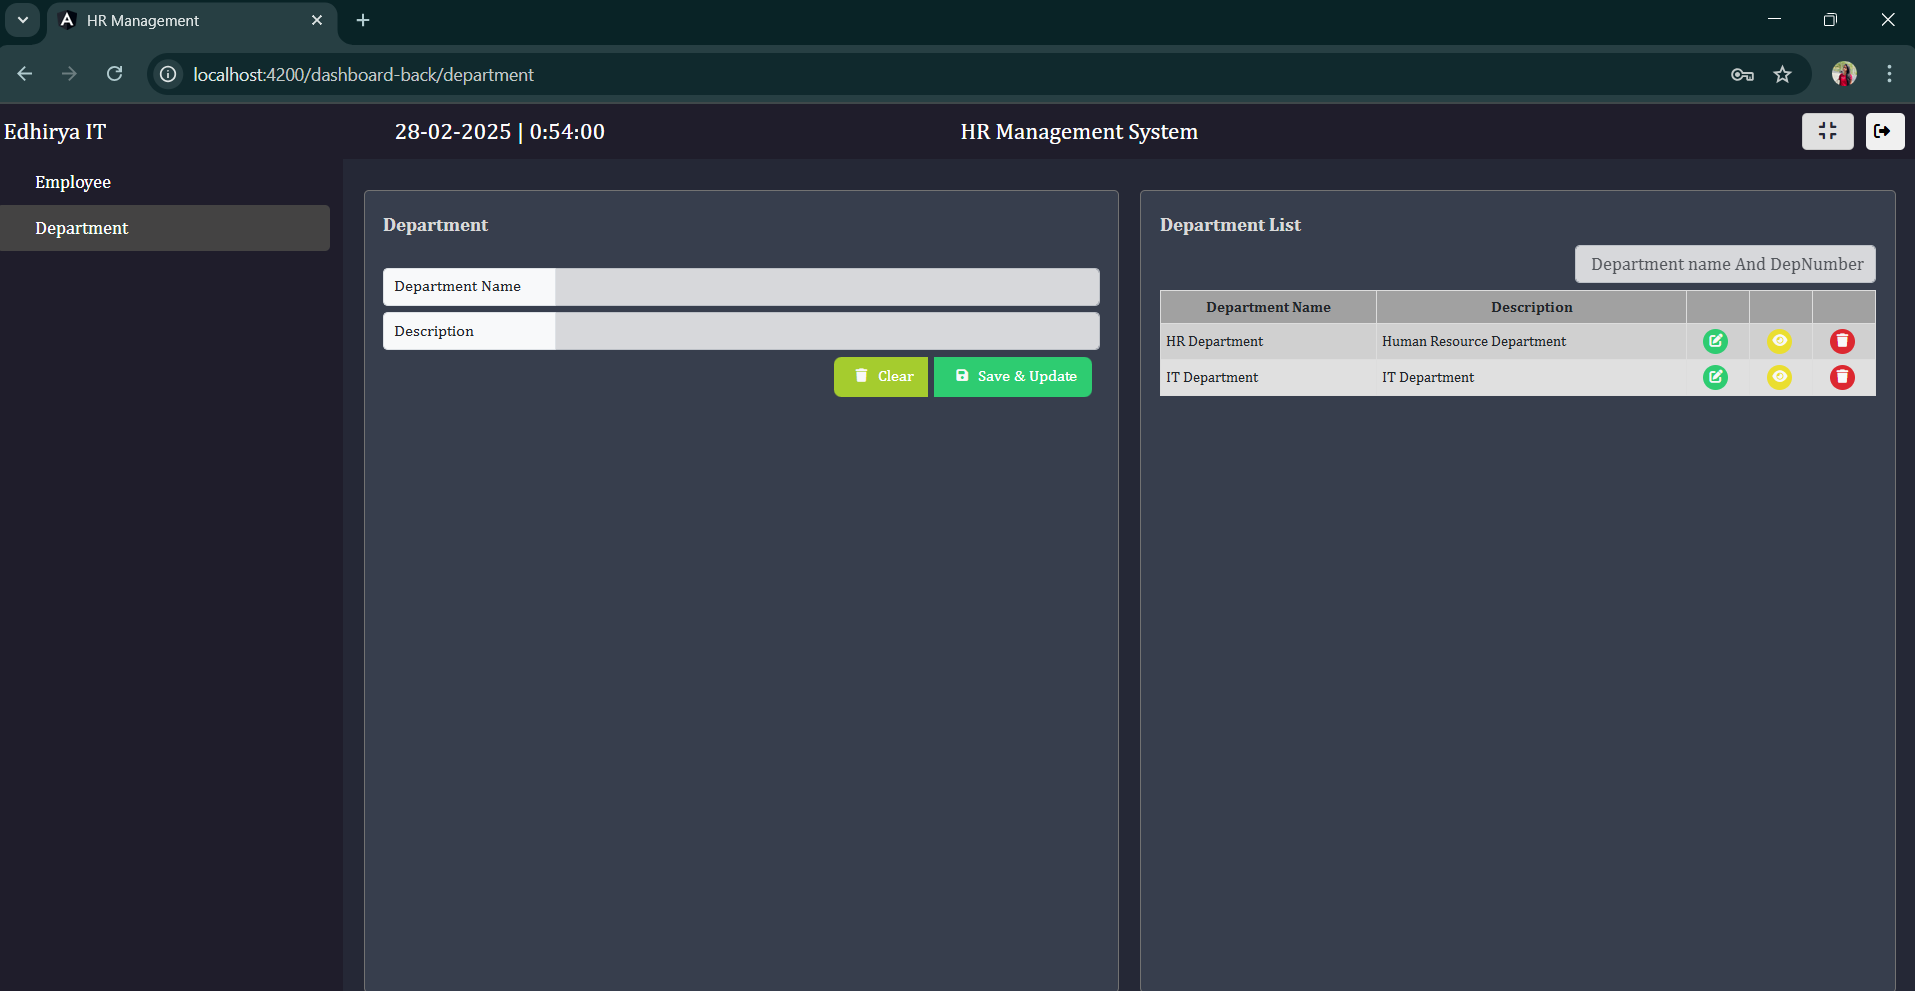 HR Management
localhost:4200/dashboard-back/department
Edhirya IT
28-02-2025 | 0:54:00
HR Management System
Employee
Department
Department
Department Name
Description
Clear
Save & Update
Department List
Department name And DepNumber
Department Name Description
HR Department Human Resource Department
IT Department IT Department